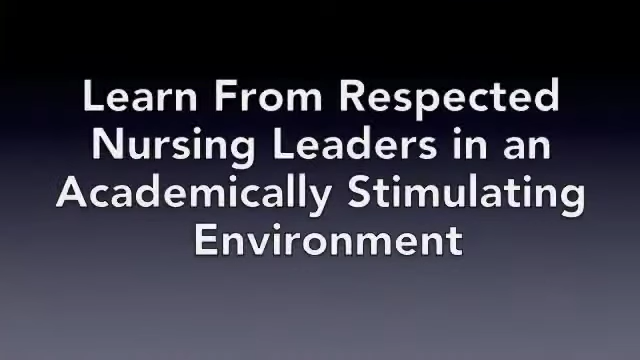 Learn From Respected
Nursing Leaders in an
Academically Stimulating
Environment